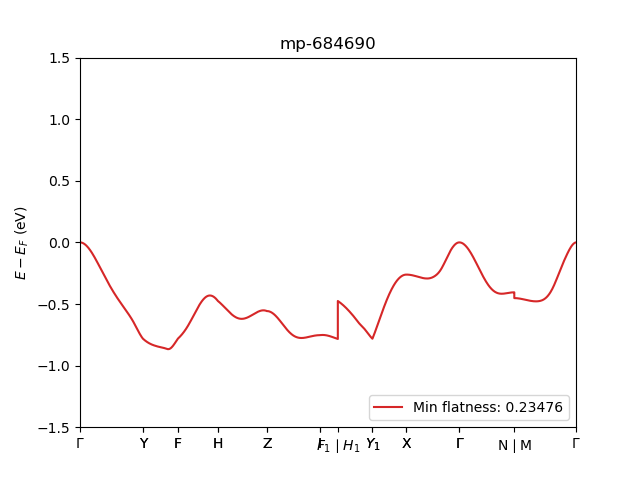 mp-684690
E − E_F (eV)
1.5
1.0
0.5
0.0
−0.5
−1.0
−1.5
Min flatness: 0.23476
Γ Y F H Z I F₁ | H₁ Y₁ X Γ N | M Γ